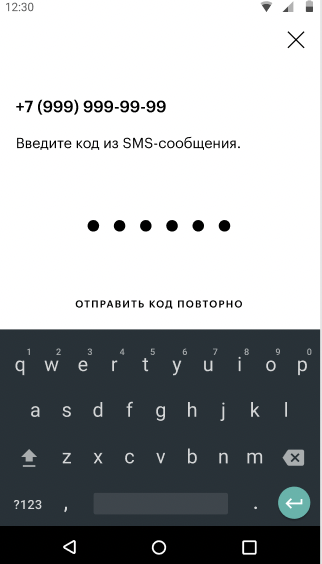 12:30
+7 (999) 999-99-99
Введите код из SMS-сообщения.
ОТПРАВИТЬ КОД ПОВТОРНО
1 2 3 4 5 6 7 8 9 0
q w e r t y u i o p
a s d f g h j k l
z x c v b n m
?123 , .